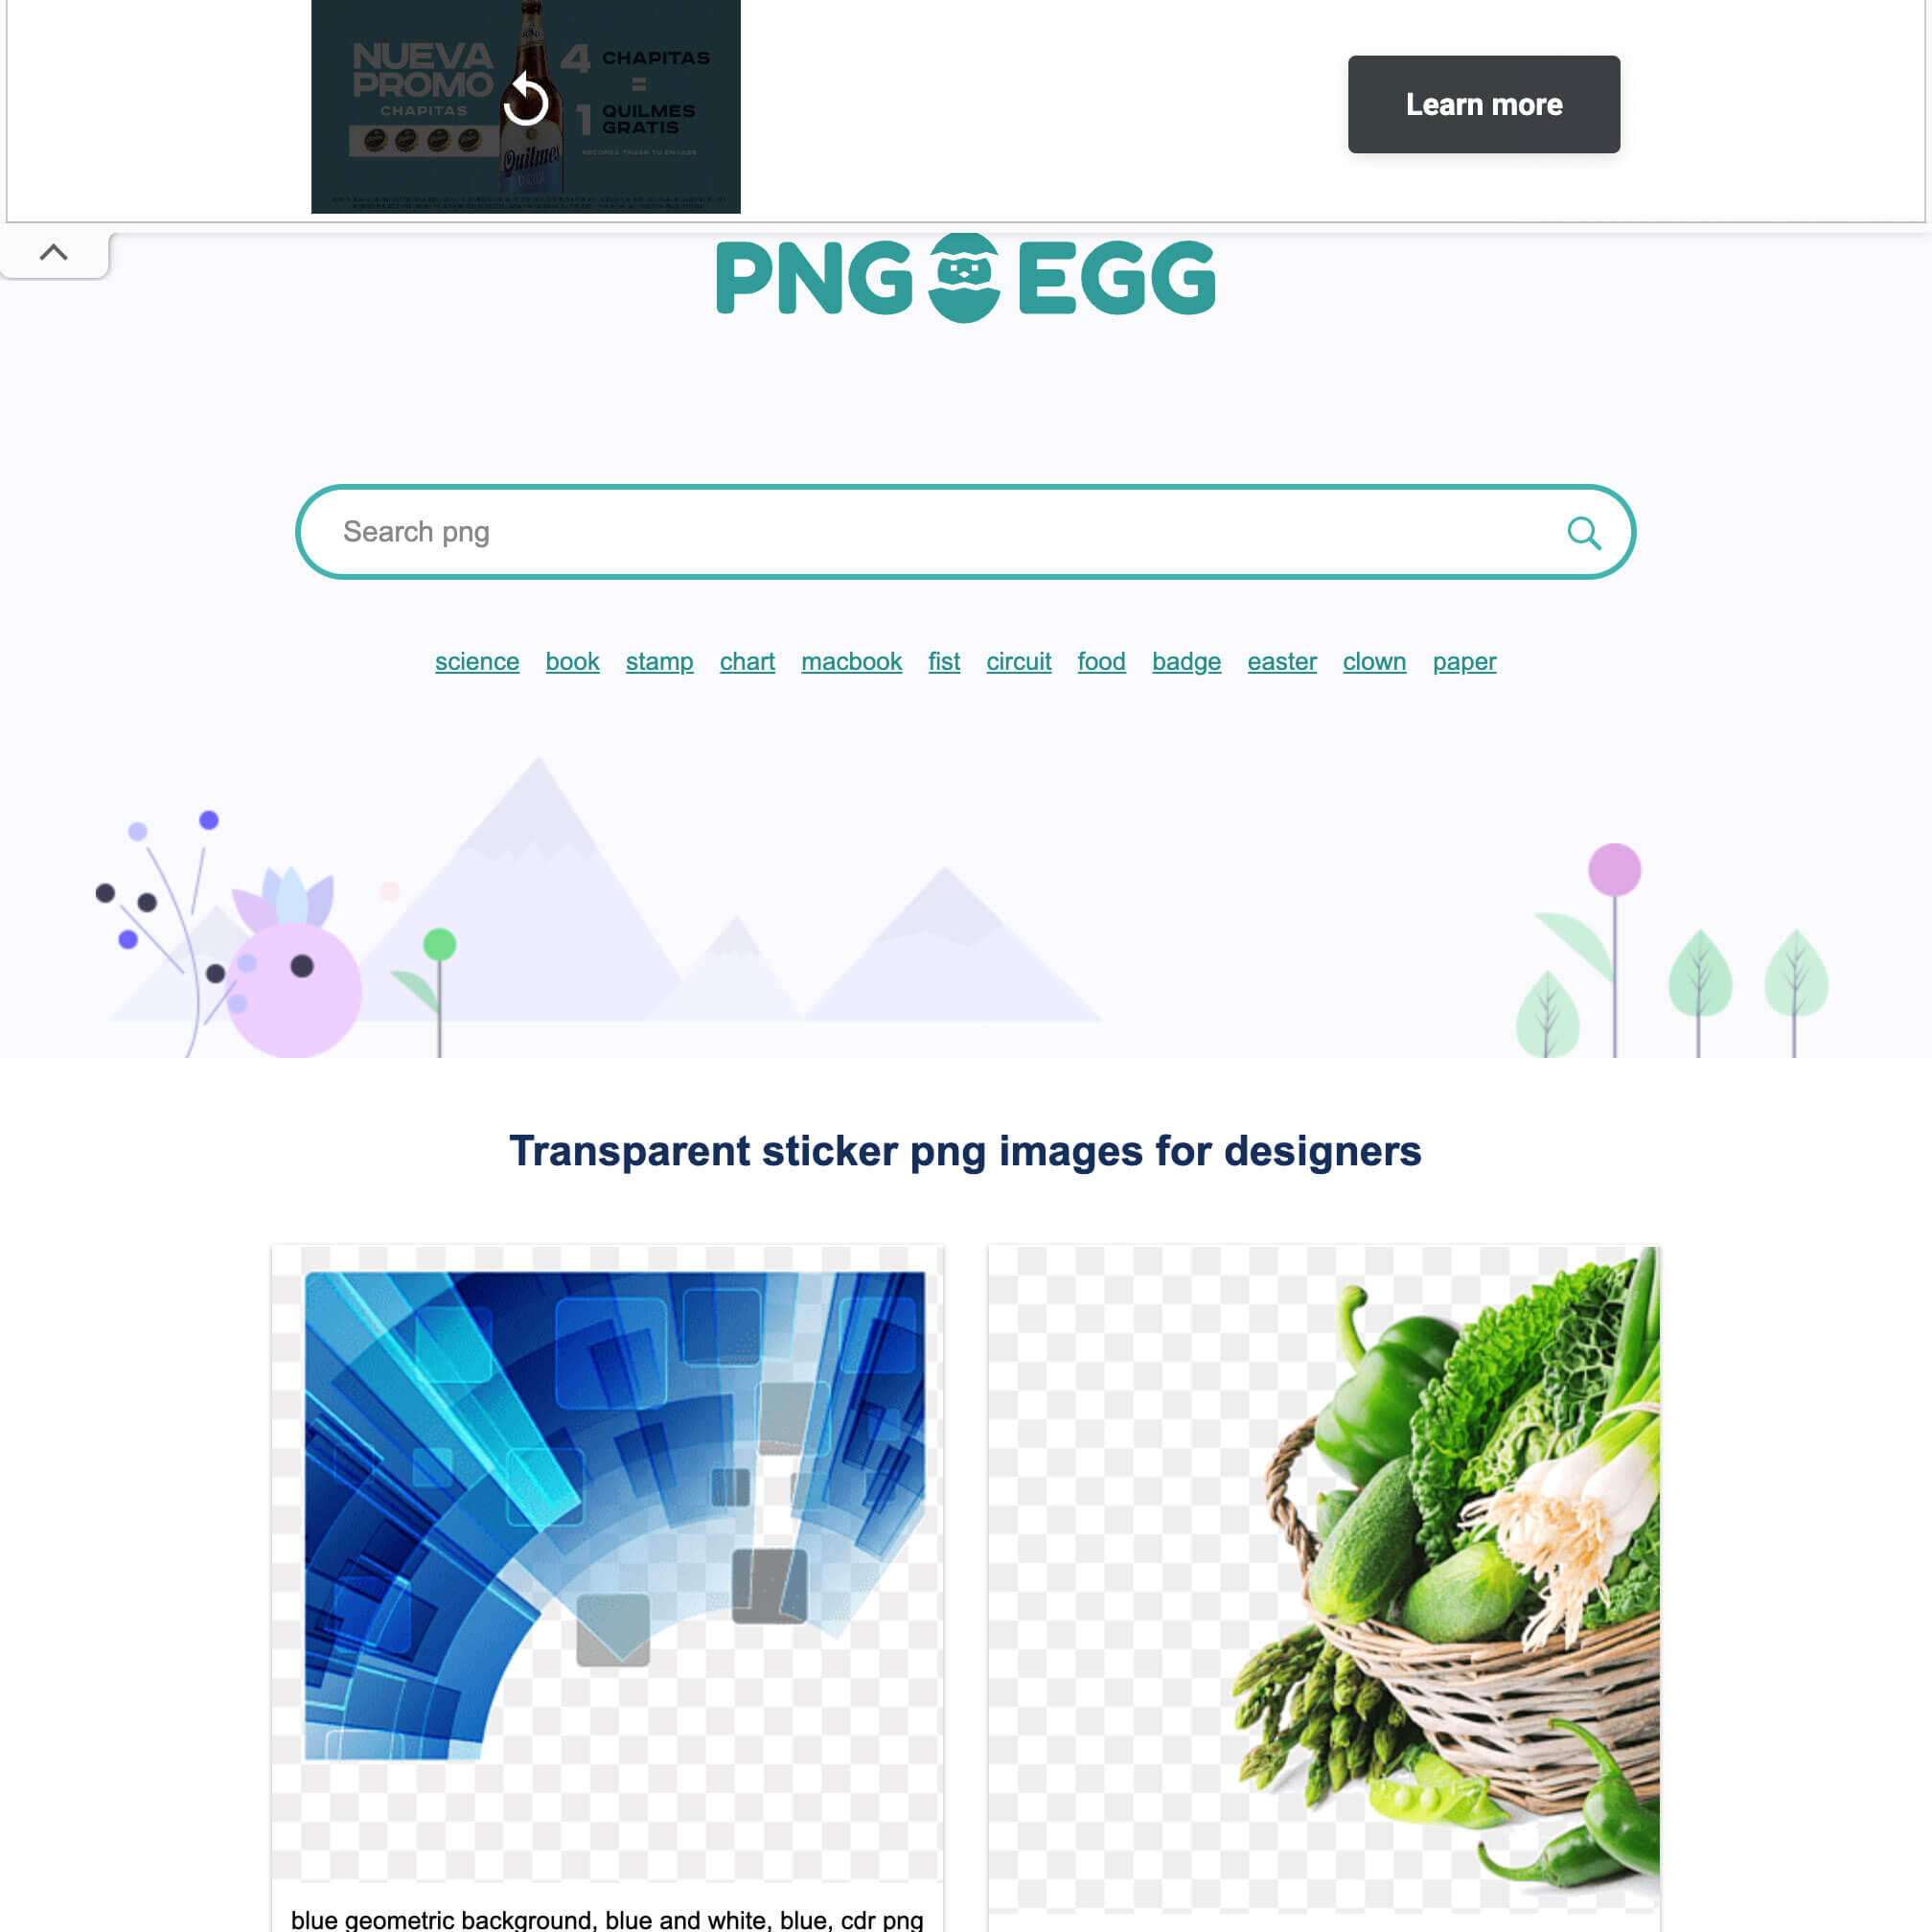 NUEVA
PROMO
CHAPITAS
4 CHAPITAS
=
1 QUILMES
GRATIS
Quilmes
Learn more
PNG EGG
Search png
science book stamp chart macbook fist circuit food badge easter clown paper
Transparent sticker png images for designers
blue geometric background, blue and white, blue, cdr png